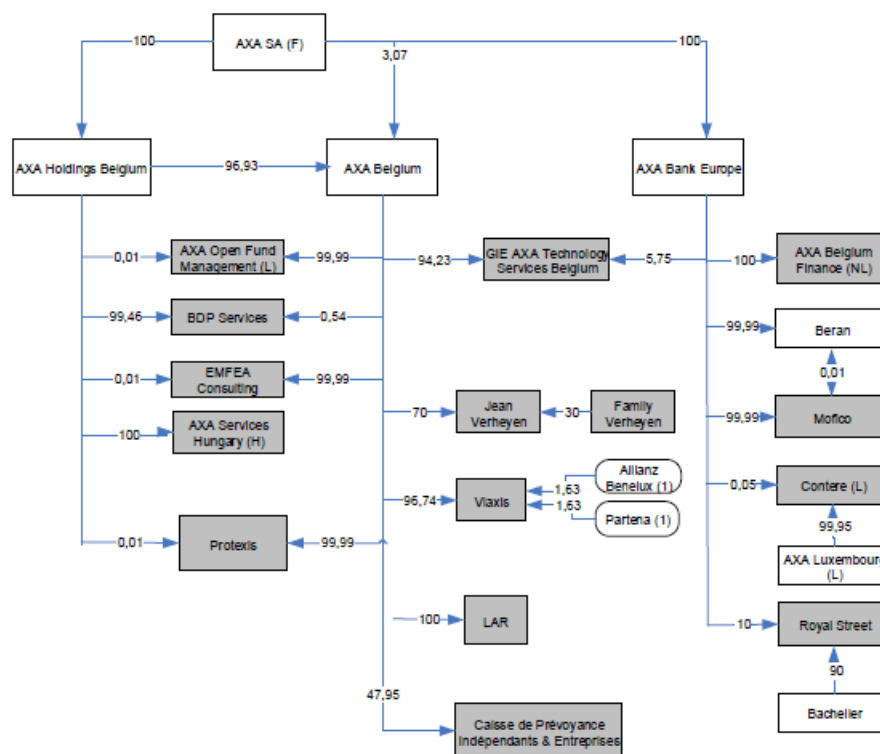 AXA SA (F)
100
3,07
100
AXA Holdings Belgium
96,93
AXA Belgium
AXA Bank Europe
0,01
AXA Open Fund
Management (L)
99,99
94,23
GIE AXA Technology
Services Belgium
5,75
100
AXA Belgium
Finance (NL)
99,46
BDP Services
0,54
99,99
Beran
0,01
0,01
EMFEA
Consulting
99,99
70
Jean
Verheyen
30
Family
Verheyen
99,99
Mofico
100
AXA Services
Hungary (H)
96,74
Viaxis
1,63
1,63
Allianz
Benelux (1)
Partena (1)
0,05
Contere (L)
99,95
AXA Luxembourg
(L)
0,01
Protexis
99,99
100
LAR
10
Royal Street
90
Bachelier
47,95
Caisse de Prévoyance
Indépendants & Entreprises